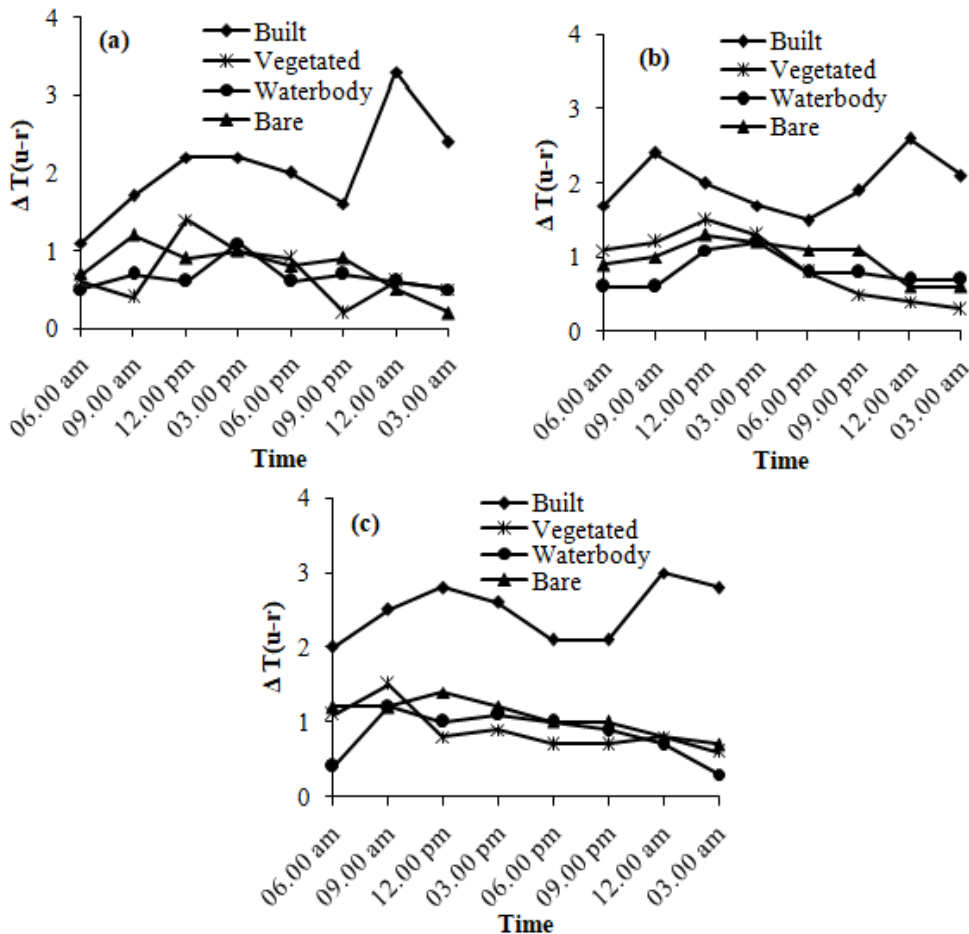 (a)
Built
Vegetated
Waterbody
Bare
Δ T(u-r)
4
3
2
1
0
06.00 am
09.00 am
12.00 pm
03.00 pm
06.00 pm
09.00 pm
12.00 am
03.00 am
Time
(b)
Built
Vegetated
Waterbody
Bare
Δ T(u-r)
4
3
2
1
0
06.00 am
09.00 am
12.00 pm
03.00 pm
06.00 pm
09.00 pm
12.00 am
03.00 am
Time
(c)
Built
Vegetated
Waterbody
Bare
Δ T(u-r)
4
3
2
1
0
06.00 am
09.00 am
12.00 pm
03.00 pm
06.00 pm
09.00 pm
12.00 am
03.00 am
Time